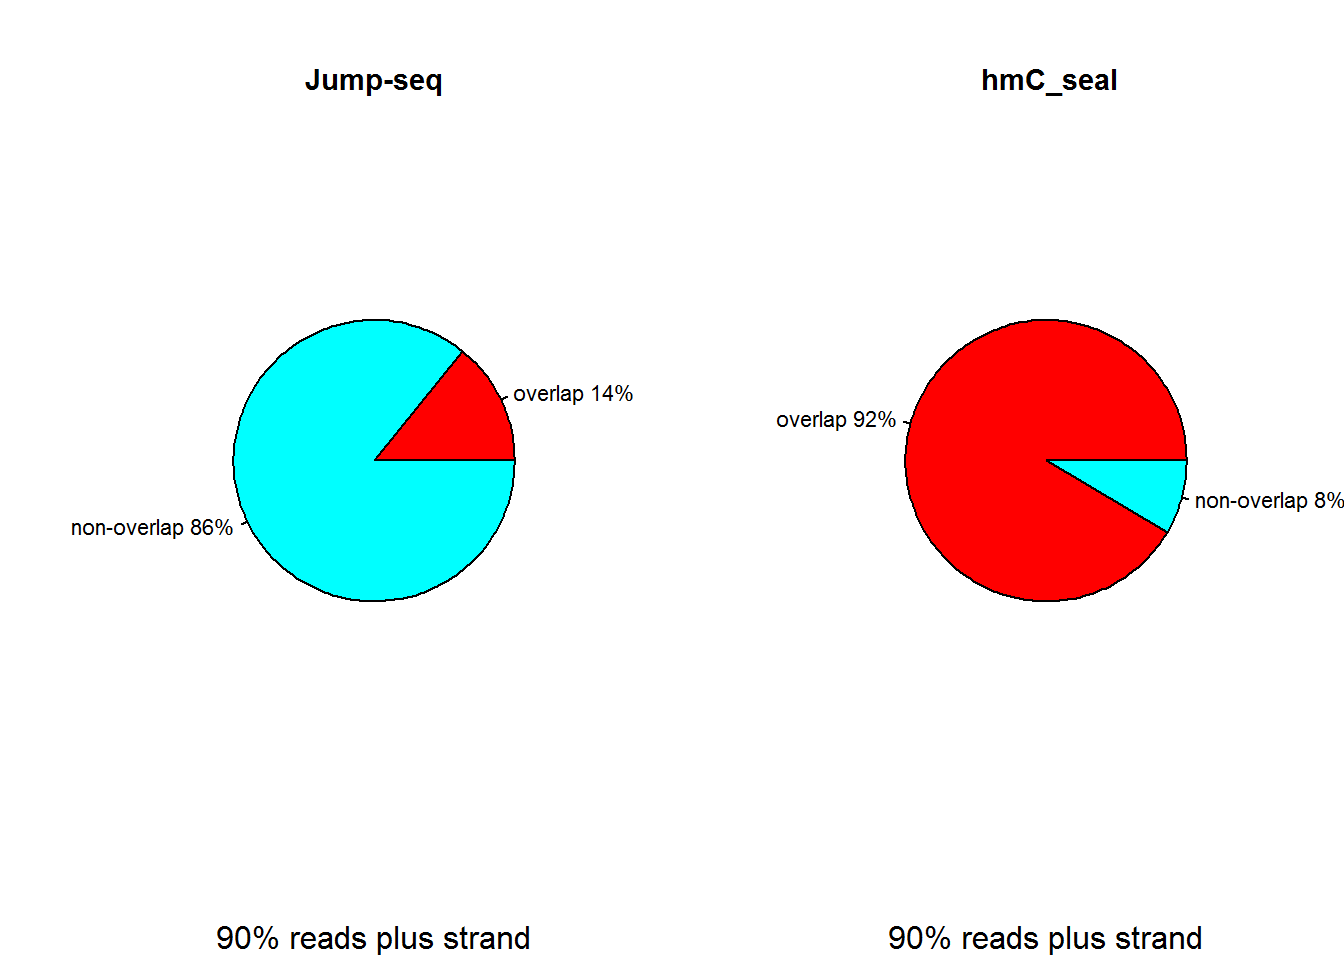 Jump-seq
overlap 14%
non-overlap 86%
90% reads plus strand
hmC_seal
overlap 92%
non-overlap 8%
90% reads plus strand